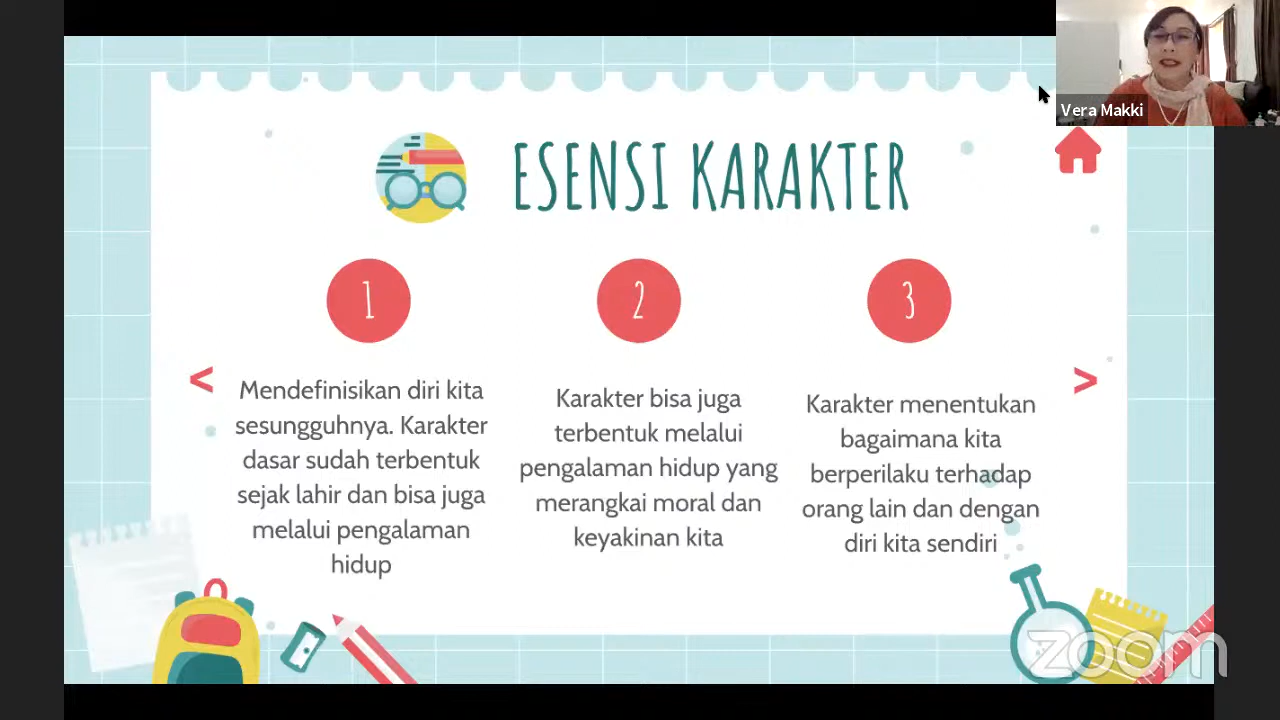 Vera Makki
ESENSI KARAKTER
1
Mendefinisikan diri kita
sesungguhnya. Karakter
dasar sudah terbentuk
sejak lahir dan bisa juga
melalui pengalaman
hidup
2
Karakter bisa juga
terbentuk melalui
pengalaman hidup yang
merangkai moral dan
keyakinan kita
3
Karakter menentukan
bagaimana kita
berperilaku terhadap
orang lain dan dengan
diri kita sendiri
< >
zoom